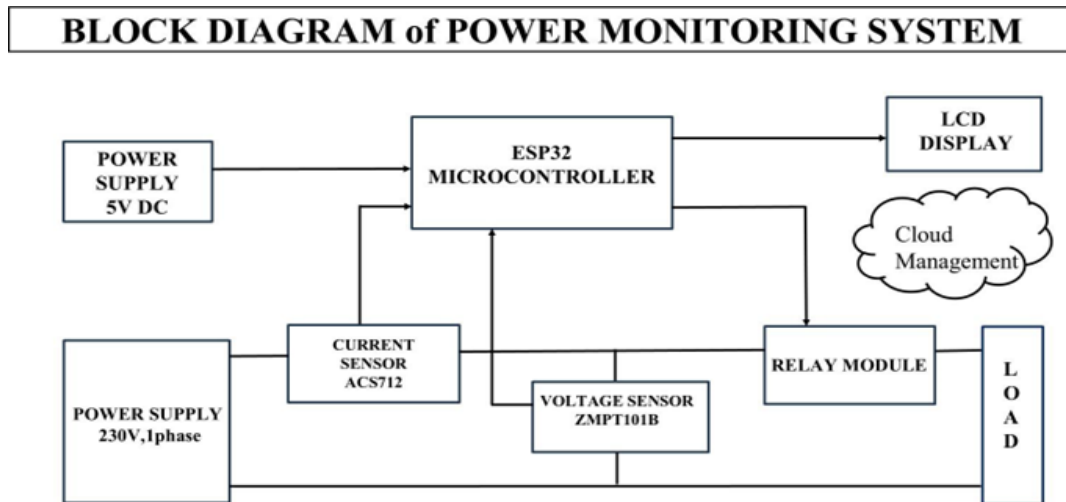 BLOCK DIAGRAM of POWER MONITORING SYSTEM
LCD
DISPLAY
ESP32
MICROCONTROLLER
POWER
SUPPLY
5V DC
Cloud
Management
CURRENT
SENSOR
ACS712
RELAY MODULE
L
O
A
D
VOLTAGE SENSOR
ZMPT101B
POWER SUPPLY
230V,1phase